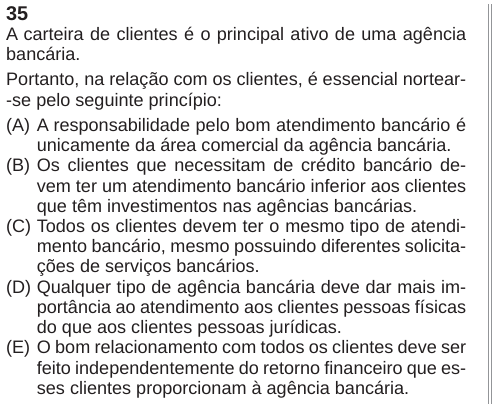 35
A carteira de clientes é o principal ativo de uma agência
bancária.
Portanto, na relação com os clientes, é essencial nortear-
-se pelo seguinte princípio:
(A) A responsabilidade pelo bom atendimento bancário é
unicamente da área comercial da agência bancária.
(B) Os clientes que necessitam de crédito bancário de-
vem ter um atendimento bancário inferior aos clientes
que têm investimentos nas agências bancárias.
(C) Todos os clientes devem ter o mesmo tipo de atendi-
mento bancário, mesmo possuindo diferentes solicita-
ções de serviços bancários.
(D) Qualquer tipo de agência bancária deve dar mais im-
portância ao atendimento aos clientes pessoas físicas
do que aos clientes pessoas jurídicas.
(E) O bom relacionamento com todos os clientes deve ser
feito independentemente do retorno financeiro que es-
ses clientes proporcionam à agência bancária.